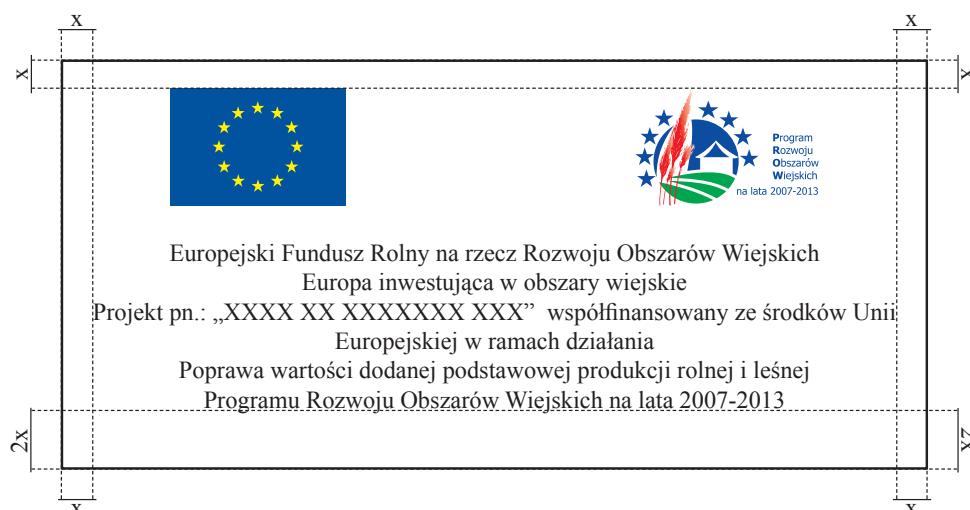 x x
x x
Program
Rozwoju
Obszarów
Wiejskich
na lata 2007-2013
Europejski Fundusz Rolny na rzecz Rozwoju Obszarów Wiejskich
Europa inwestująca w obszary wiejskie
Projekt pn.: „XXXX XX XXXXXXX XXX” współfinansowany ze środków Unii
Europejskiej w ramach działania
Poprawa wartości dodanej podstawowej produkcji rolnej i leśnej
Programu Rozwoju Obszarów Wiejskich na lata 2007-2013
2x 2x
x x